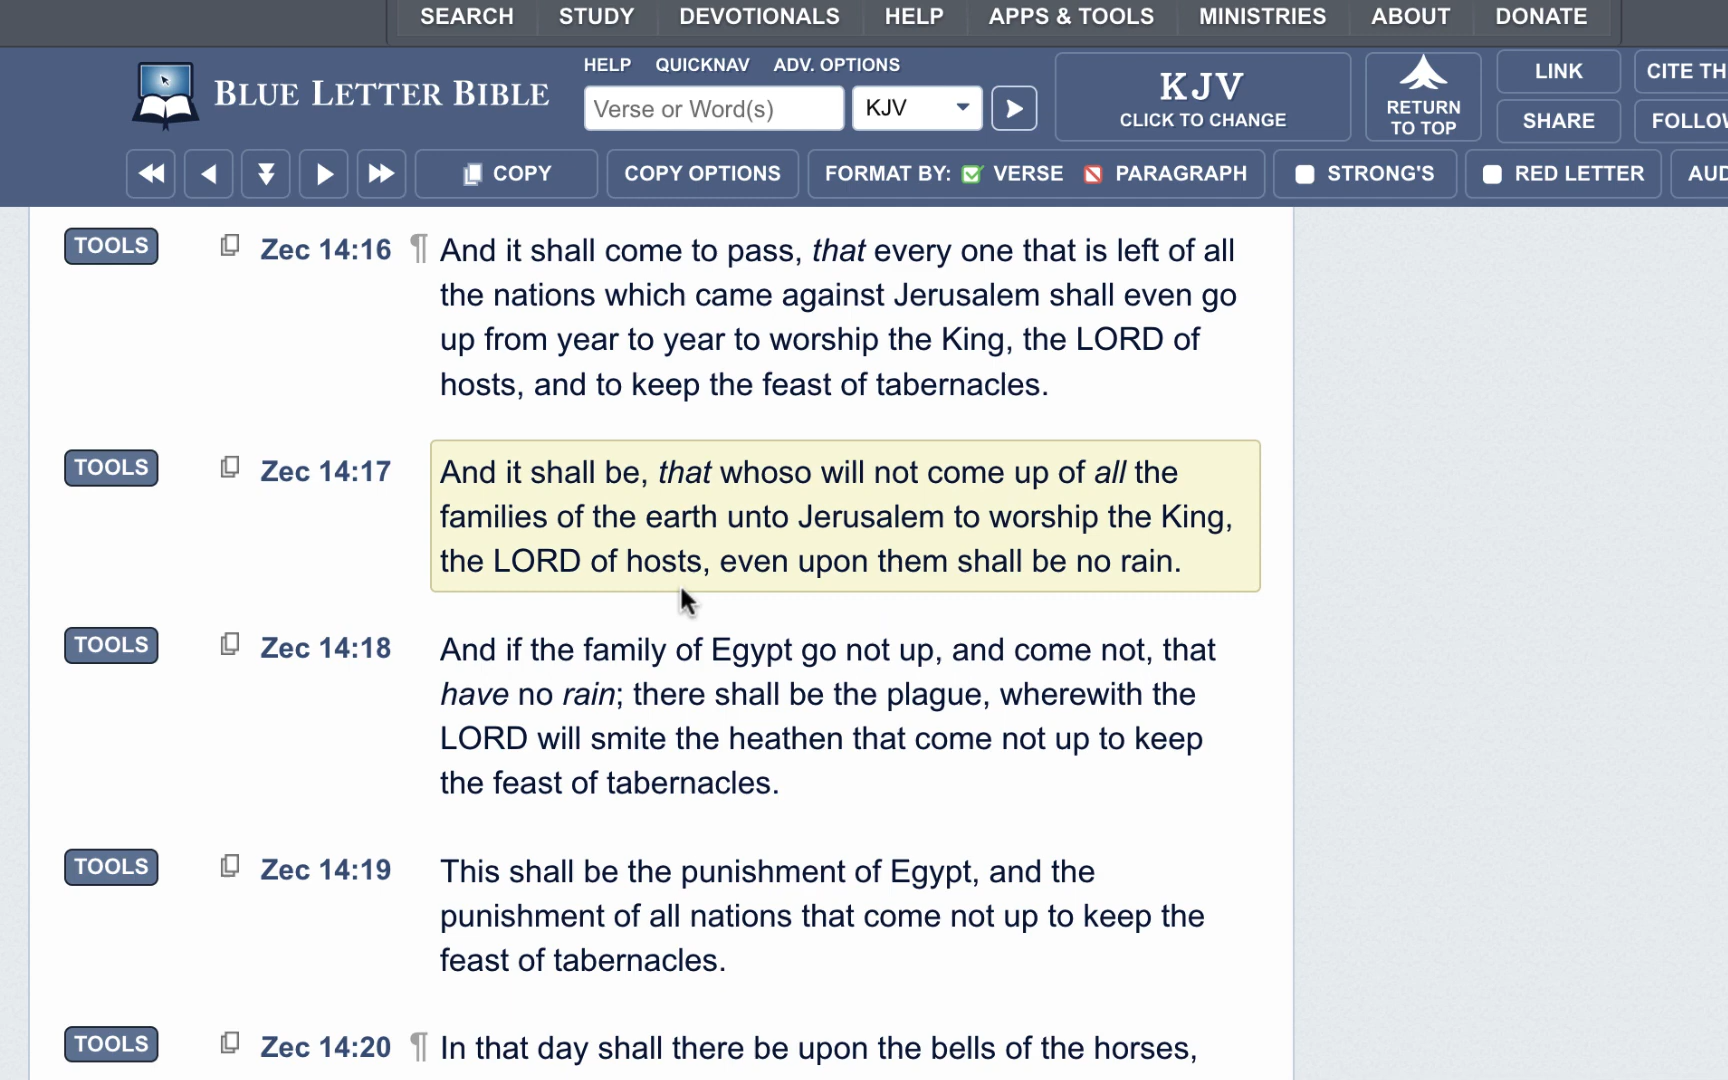 SEARCH STUDY DEVOTIONALS HELP APPS & TOOLS MINISTRIES ABOUT DONATE
BLUE LETTER BIBLE
HELP QUICKNAV ADV. OPTIONS
Verse or Word(s) KJV
KJV
CLICK TO CHANGE
RETURN
TO TOP
LINK
SHARE
CITE TH
FOLLOW
COPY COPY OPTIONS FORMAT BY: VERSE PARAGRAPH STRONG'S RED LETTER AUD
TOOLS Zec 14:16 ¶ And it shall come to pass, that every one that is left of all
the nations which came against Jerusalem shall even go
up from year to year to worship the King, the LORD of
hosts, and to keep the feast of tabernacles.
TOOLS Zec 14:17 And it shall be, that whoso will not come up of all the
families of the earth unto Jerusalem to worship the King,
the LORD of hosts, even upon them shall be no rain.
TOOLS Zec 14:18 And if the family of Egypt go not up, and come not, that
have no rain; there shall be the plague, wherewith the
LORD will smite the heathen that come not up to keep
the feast of tabernacles.
TOOLS Zec 14:19 This shall be the punishment of Egypt, and the
punishment of all nations that come not up to keep the
feast of tabernacles.
TOOLS Zec 14:20 ¶ In that day shall there be upon the bells of the horses,